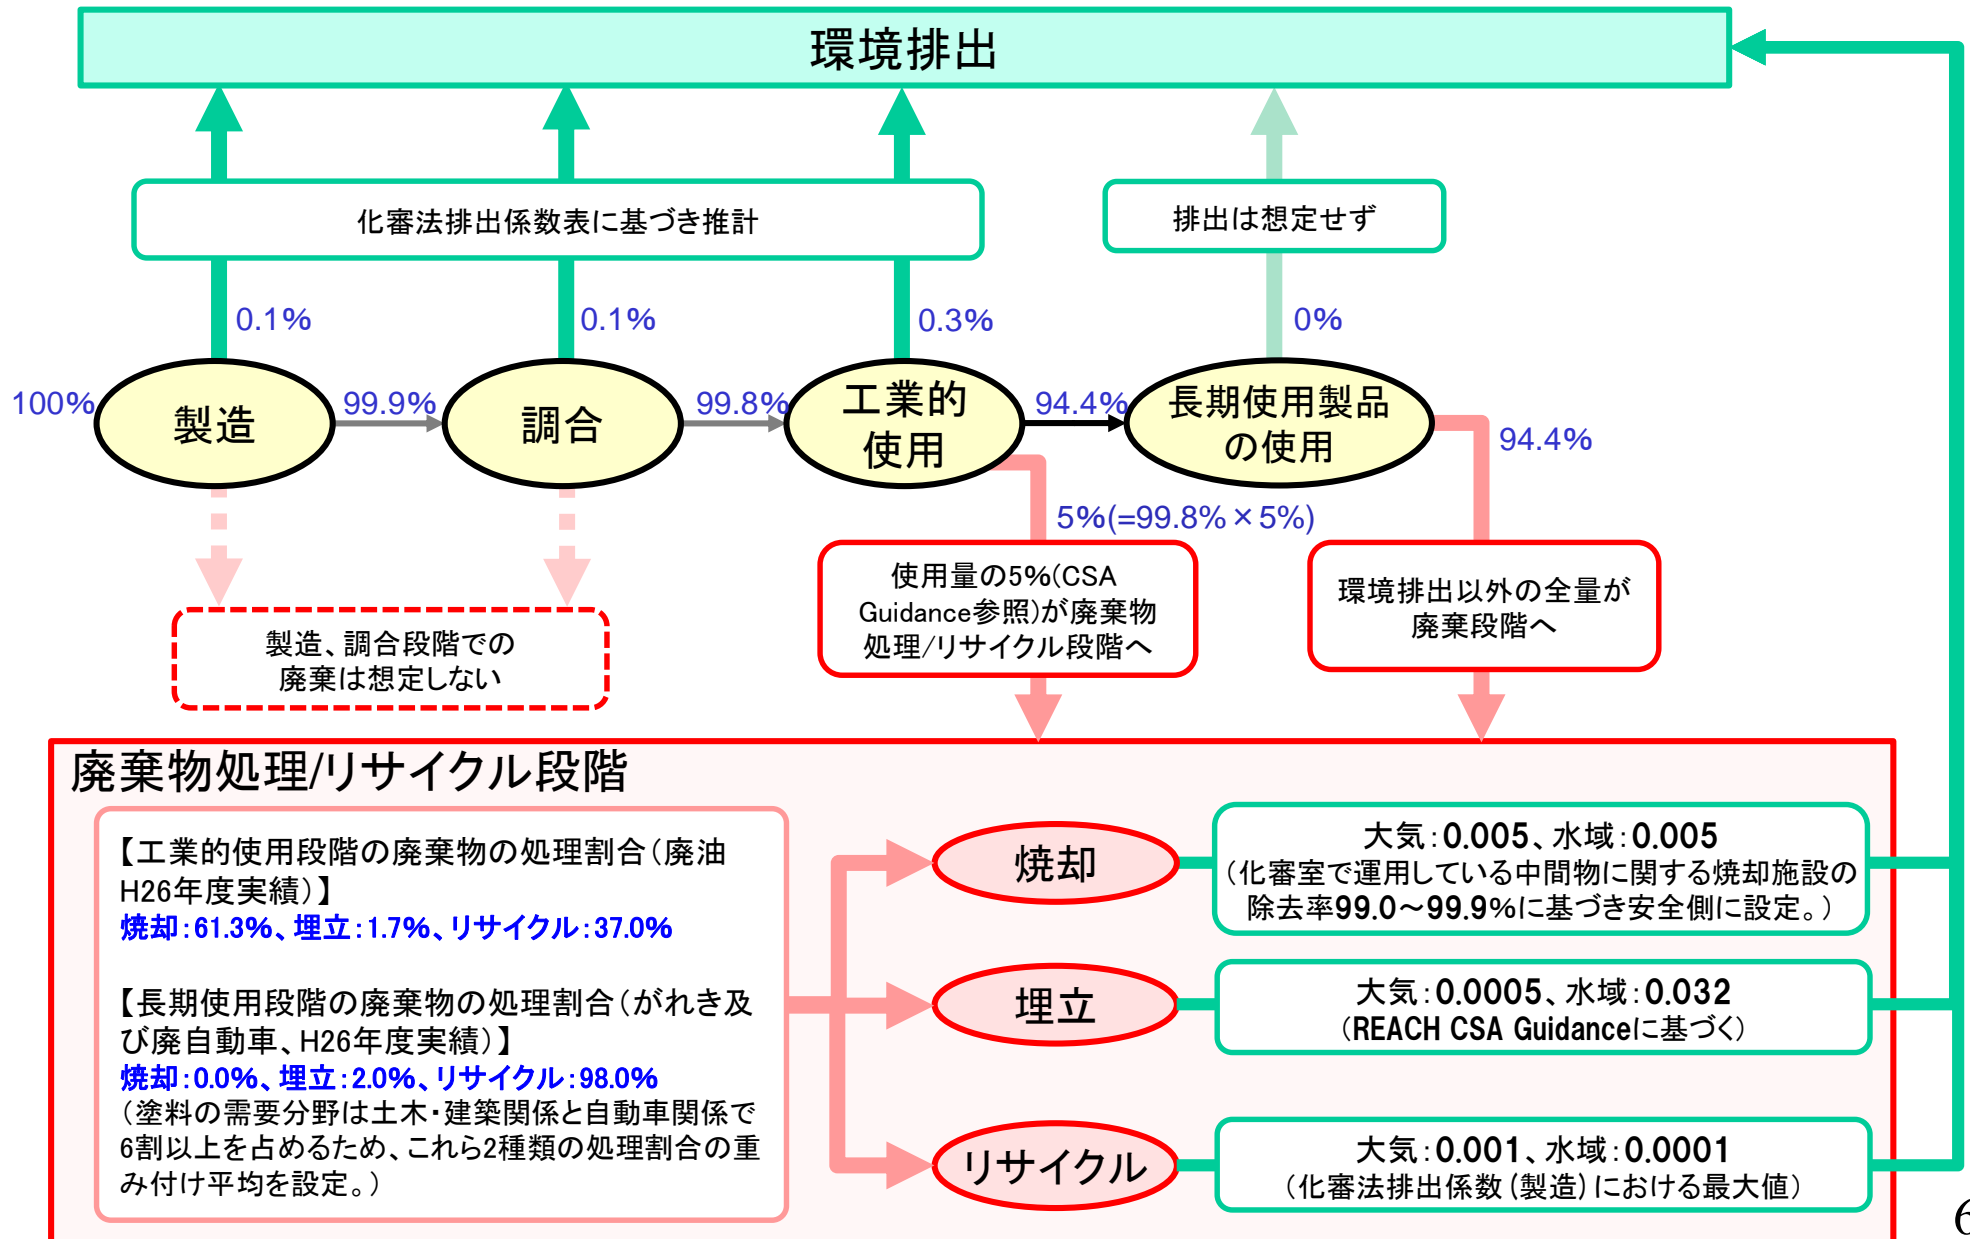 環境排出
化審法排出係数表に基づき推計
排出は想定せず
0.1%
0.1%
0.3%
0%
100%
製造
99.9%
調合
99.8%
工業的
使用
94.4%
長期使用製品
の使用
94.4%
5%(=99.8%×5%)
製造、調合段階での
廃棄は想定しない
使用量の5%(CSA
Guidance参照)が廃棄物
処理/リサイクル段階へ
環境排出以外の全量が
廃棄段階へ
廃棄物処理/リサイクル段階
【工業的使用段階の廃棄物の処理割合（廃油
H26年度実績）】
焼却：61.3%、埋立：1.7%、リサイクル：37.0%
【長期使用段階の廃棄物の処理割合（がれき及
び廃自動車、H26年度実績）】
焼却：0.0%、埋立：2.0%、リサイクル：98.0%
（塗料の需要分野は土木・建築関係と自動車関係で
6割以上を占めるため、これら2種類の処理割合の重
み付け平均を設定。）
焼却
大気：0.005、水域：0.005
（化審室で運用している中間物に関する焼却施設の
除去率99.0～99.9%に基づき安全側に設定。）
埋立
大気：0.0005、水域：0.032
（REACH CSA Guidanceに基づく）
リサイクル
大気：0.001、水域：0.0001
（化審法排出係数（製造）における最大値）
6